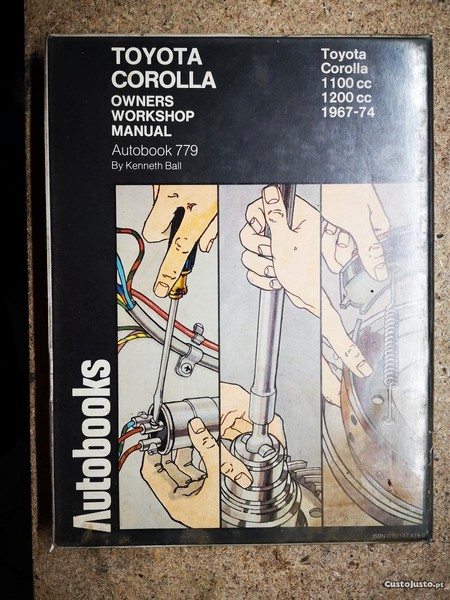 TOYOTA
COROLLA
OWNERS
WORKSHOP
MANUAL
Autobook 779
By Kenneth Ball
Toyota
Corolla
1100 cc
1200 cc
1967-74
Autobooks
ISBN
CustoJusto.pt